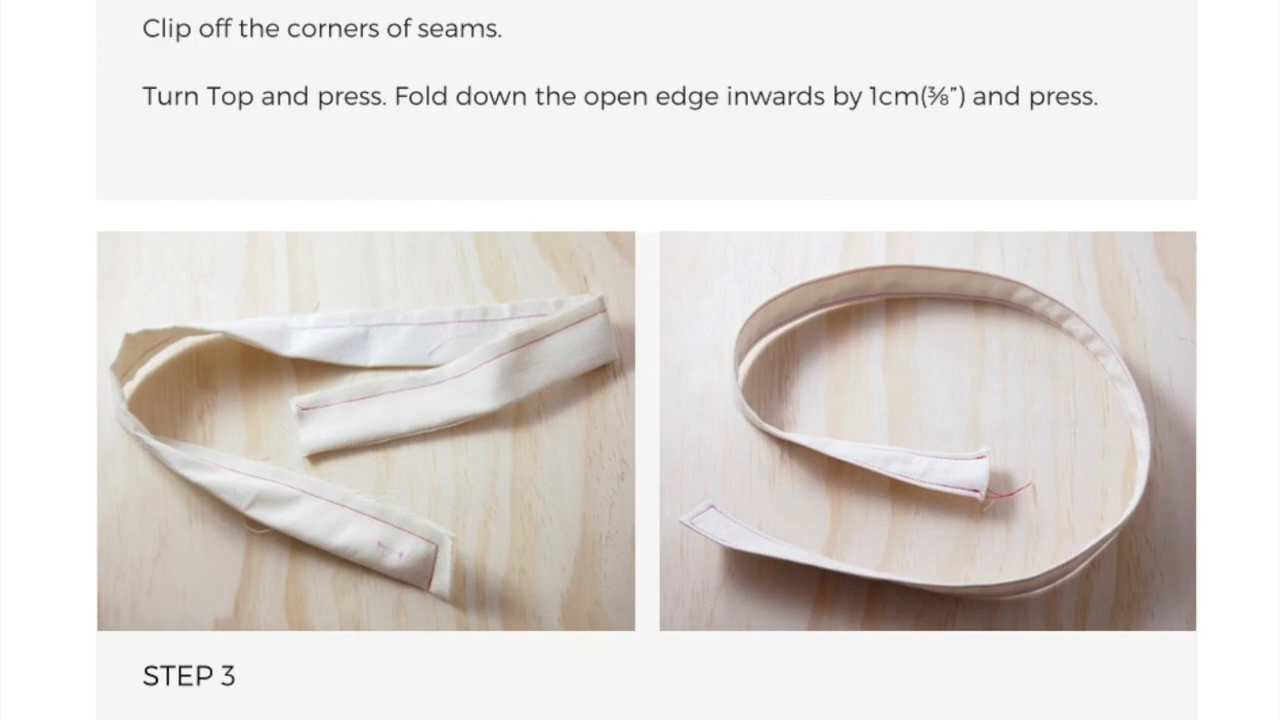 Clip off the corners of seams.
Turn Top and press. Fold down the open edge inwards by 1cm(⅜”) and press.
STEP 3